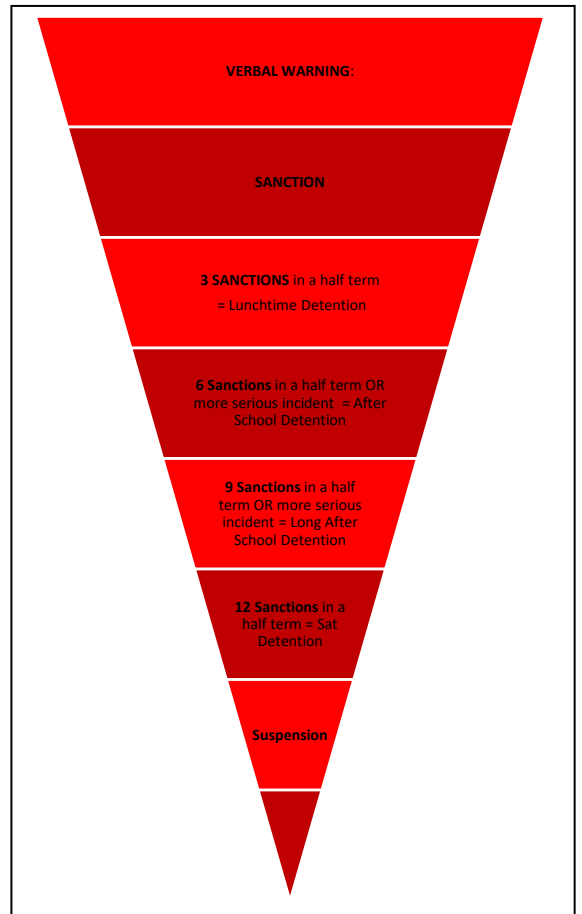 VERBAL WARNING:
SANCTION
3 SANCTIONS in a half term
= Lunchtime Detention
6 Sanctions in a half term OR
more serious incident  = After
School Detention
9 Sanctions in a half
term OR more serious
incident = Long After
School Detention
12 Sanctions in a
half term = Sat
Detention
Suspension